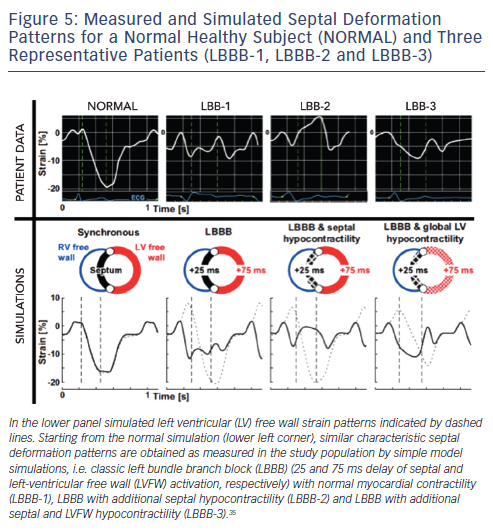 Figure 5: Measured and Simulated Septal Deformation
Patterns for a Normal Healthy Subject (NORMAL) and Three
Representative Patients (LBBB-1, LBBB-2 and LBBB-3)
NORMAL
LBB-1
LBB-2
LBB-3
PATIENT DATA
Strain [%]
0
-10
-20
ECG
0
1
Time [s]
Synchronous
LBBB
LBBB & septal
hypocontractility
LBBB & global LV
hypocontractility
RV free
wall
LV free
wall
Septum
+25 ms
+75 ms
+25 ms
+75 ms
+25 ms
+75 ms
SIMULATIONS
Strain [%]
10
0
-10
-20
0
1
Time [s]
In the lower panel simulated left ventricular (LV) free wall strain patterns indicated by dashed
lines. Starting from the normal simulation (lower left corner), similar characteristic septal
deformation patterns are obtained as measured in the study population by simple model
simulations, i.e. classic left bundle branch block (LBBB) (25 and 75 ms delay of septal and
left-ventricular free wall (LVFW) activation, respectively) with normal myocardial contractility
(LBBB-1), LBBB with additional septal hypocontractility (LBBB-2) and LBBB with additional
septal and LVFW hypocontractility (LBBB-3).³⁵